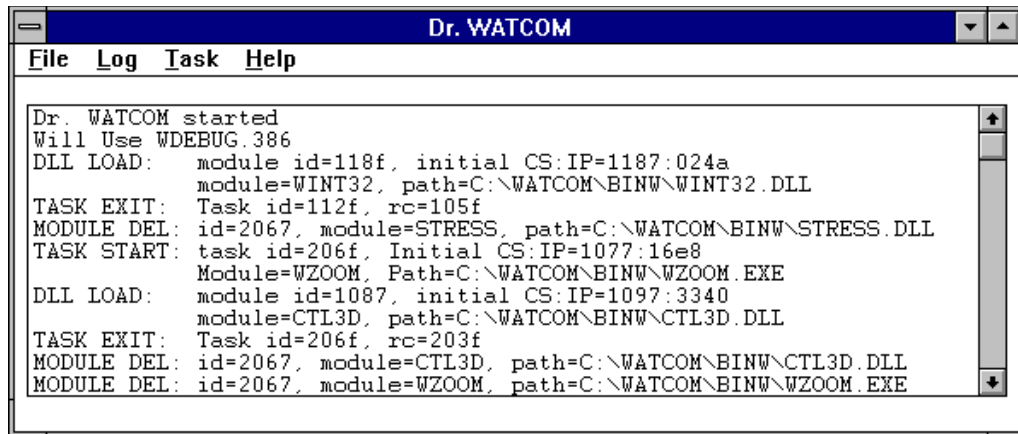 Dr. WATCOM
File Log Task Help
Dr. WATCOM started
Will Use WDEBUG.386
DLL LOAD: module id=118f, initial CS:IP=1187:024a
module=WINT32, path=C:\WATCOM\BINW\WINT32.DLL
TASK EXIT: Task id=112f, rc=105f
MODULE DEL: id=2067, module=STRESS, path=C:\WATCOM\BINW\STRESS.DLL
TASK START: task id=206f, Initial CS:IP=1077:16e8
Module=WZOOM, Path=C:\WATCOM\BINW\WZOOM.EXE
DLL LOAD: module id=1087, initial CS:IP=1097:3340
module=CTL3D, path=C:\WATCOM\BINW\CTL3D.DLL
TASK EXIT: Task id=206f, rc=203f
MODULE DEL: id=2067, module=CTL3D, path=C:\WATCOM\BINW\CTL3D.DLL
MODULE DEL: id=2067, module=WZOOM, path=C:\WATCOM\BINW\WZOOM.EXE